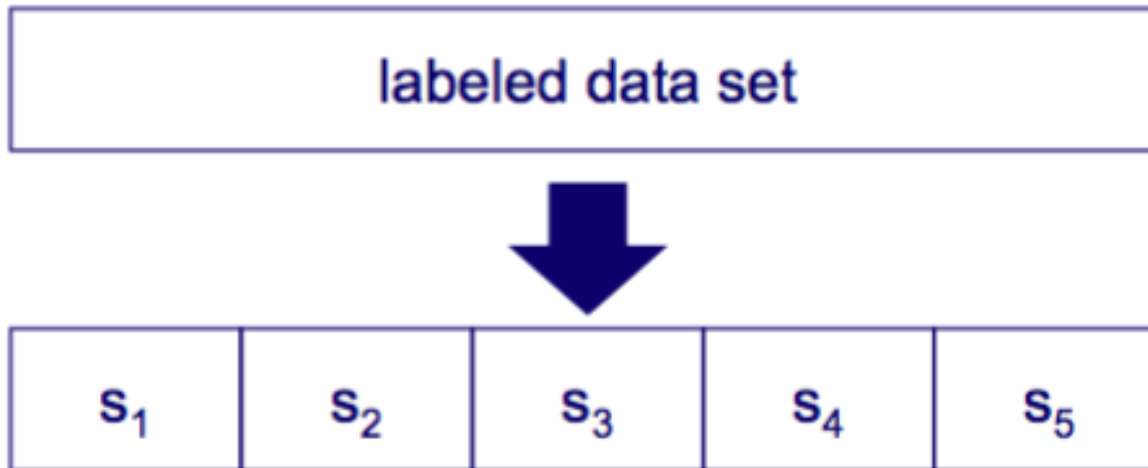 labeled data set
s₁ s₂ s₃ s₄ s₅